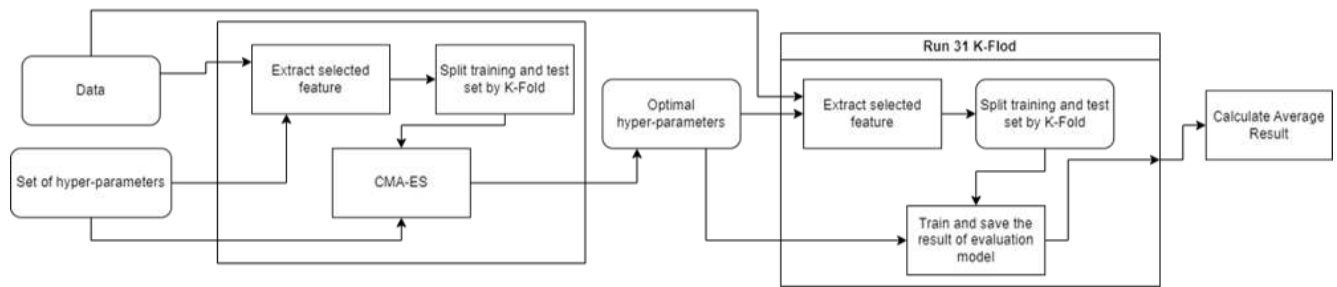 Data
Set of hyper-parameters
Extract selected
feature
Split training and test
set by K-Fold
CMA-ES
Optimal
hyper-parameters
Run 31 K-Flod
Extract selected
feature
Split training and test
set by K-Fold
Train and save the
result of evaluation
model
Calculate Average
Result